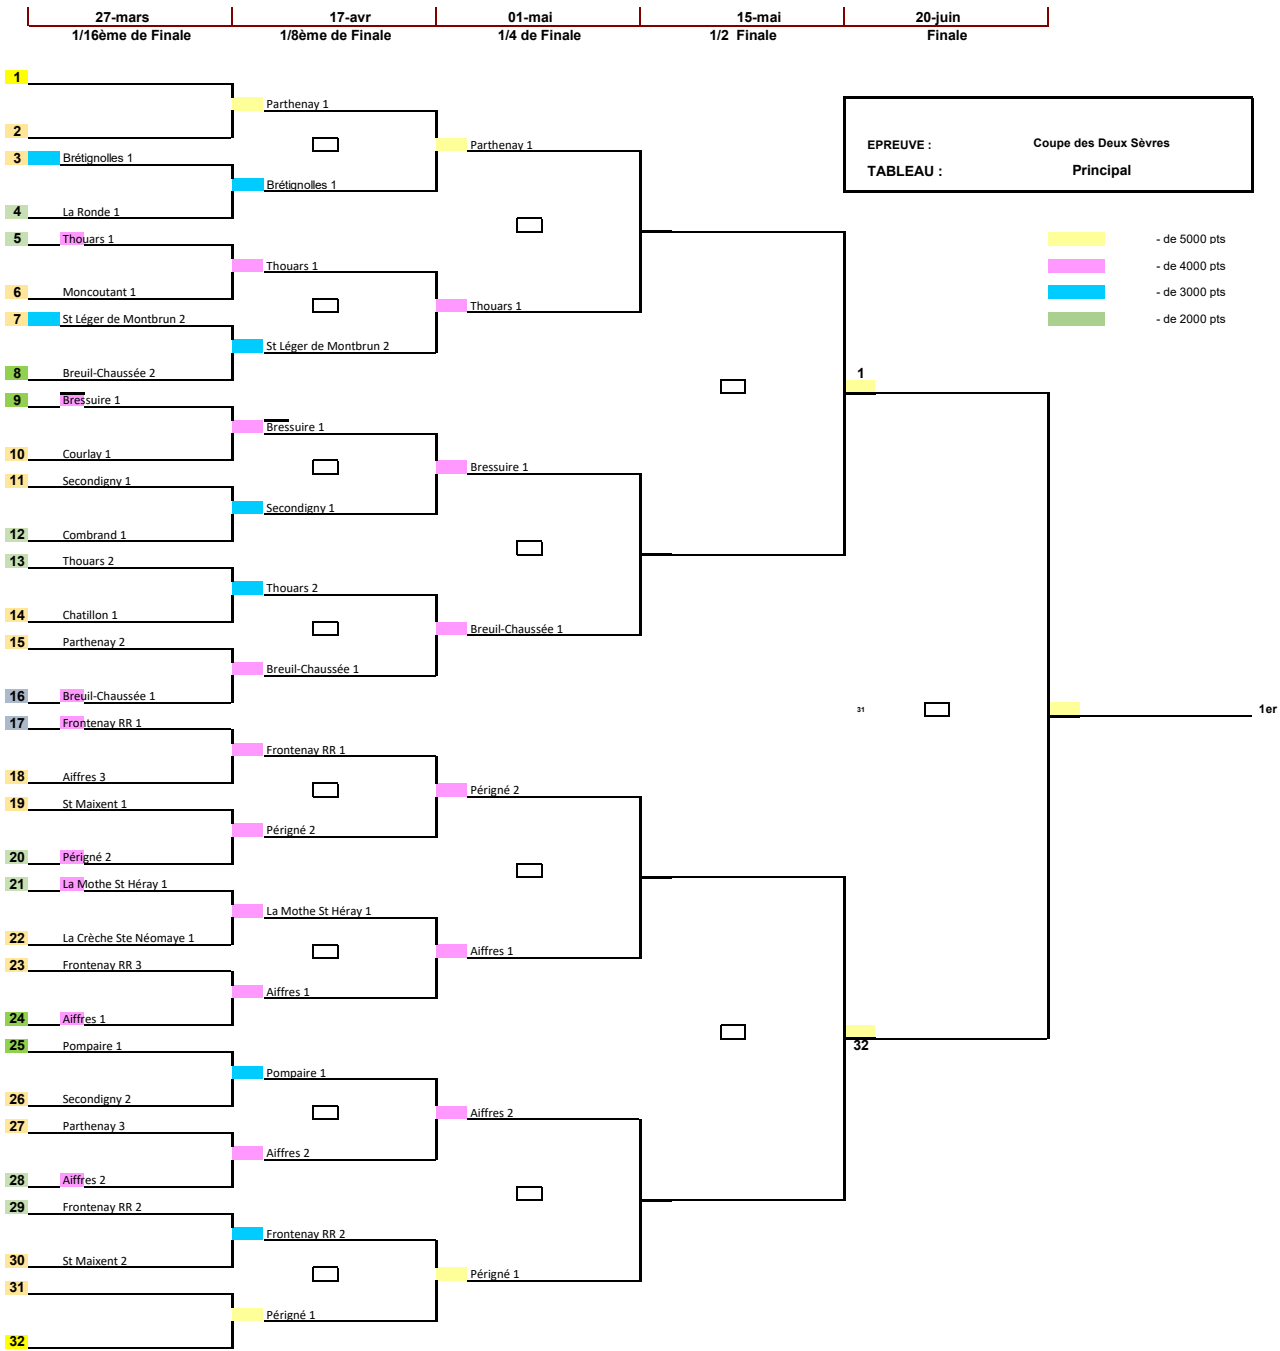 27-mars 17-avr 01-mai 15-mai 20-juin
1/16ème de Finale 1/8ème de Finale 1/4 de Finale 1/2 Finale Finale
1
Parthenay 1
2
Parthenay 1
EPREUVE : Coupe des Deux Sèvres
3 Brétignolles 1
TABLEAU : Principal
Brétignolles 1
4 La Ronde 1
5 Thouars 1
- de 5000 pts
Thouars 1
- de 4000 pts
6 Moncoutant 1
- de 3000 pts
Thouars 1
7 St Léger de Montbrun 2
- de 2000 pts
St Léger de Montbrun 2
8 Breuil-Chaussée 2
1
9 Bressuire 1
Bressuire 1
10 Courlay 1
Bressuire 1
11 Secondigny 1
Secondigny 1
12 Combrand 1
13 Thouars 2
Thouars 2
14 Chatillon 1
Breuil-Chaussée 1
15 Parthenay 2
Breuil-Chaussée 1
16 Breuil-Chaussée 1
31
1er
17 Frontenay RR 1
Frontenay RR 1
18 Aiffres 3
Périgné 2
19 St Maixent 1
Périgné 2
20 Périgné 2
21 La Mothe St Héray 1
La Mothe St Héray 1
22 La Crèche Ste Néomaye 1
Aiffres 1
23 Frontenay RR 3
Aiffres 1
24 Aiffres 1
25 Pompaire 1
32
Pompaire 1
26 Secondigny 2
Aiffres 2
27 Parthenay 3
Aiffres 2
28 Aiffres 2
29 Frontenay RR 2
Frontenay RR 2
30 St Maixent 2
Périgné 1
31
Périgné 1
32